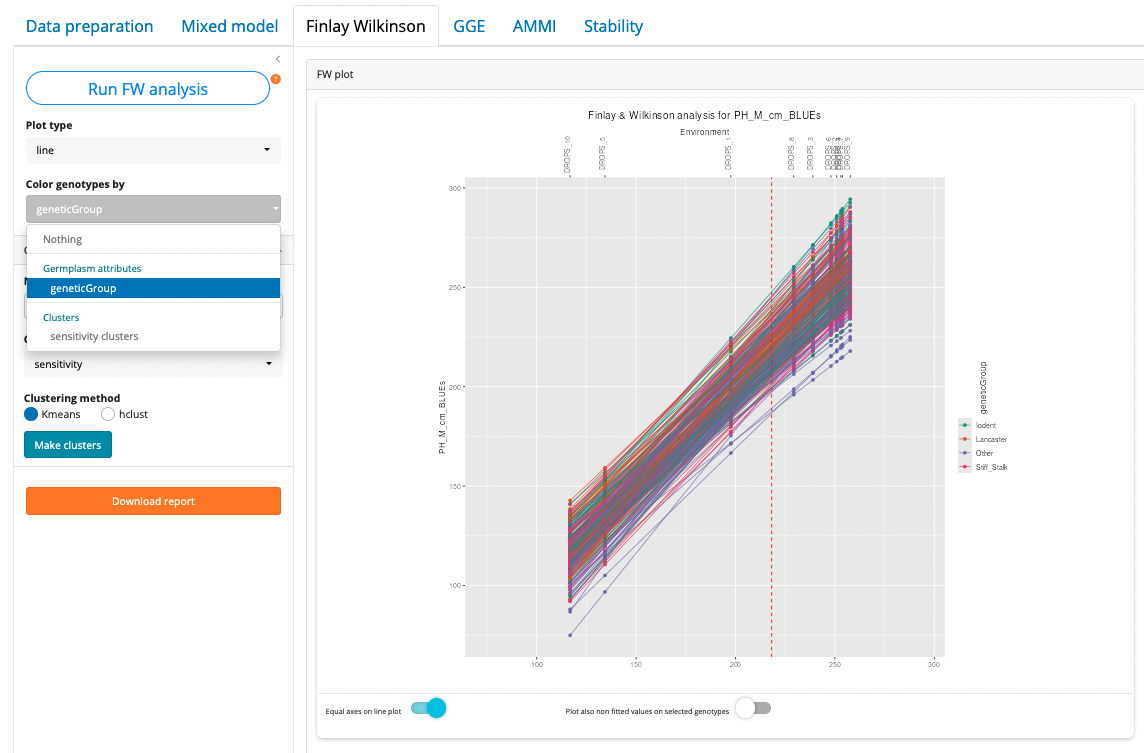 Data preparation
Mixed model
Finlay Wilkinson
GGE
AMMI
Stability
Run FW analysis
?
Plot type
line
Color genotypes by
geneticGroup
Nothing
Germplasm attributes
geneticGroup
Clusters
sensitivity clusters
sensitivity
Clustering method
Kmeans
hclust
Make clusters
Download report
FW plot
Finlay & Wilkinson analysis for PH_M_cm_BLUEs
Environment
DROPS_10
DROPS_5
DROPS_1
DROPS_8
DROPS_3
DROPS_6
DROPS_9
300
250
200
150
100
PH_M_cm_BLUEs
100
150
200
250
300
geneticGroup
Iodent
Lancaster
Other
Stiff_Stalk
Equal axes on line plot
Plot also non fitted values on selected genotypes